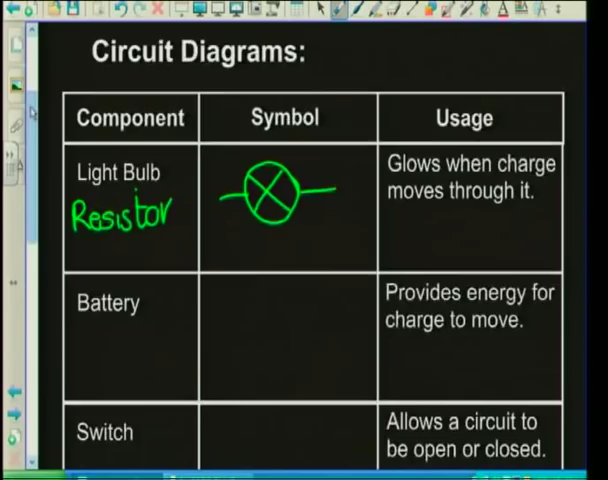 Circuit Diagrams:
Component Symbol Usage
Light Bulb
Resistor
Glows when charge
moves through it.
Battery
Provides energy for
charge to move.
Switch
Allows a circuit to
be open or closed.